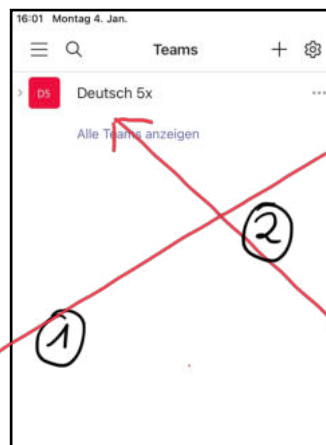 16:01 Montag 4. Jan.
Teams
D5 Deutsch 5x
Alle Teams anzeigen
2
1